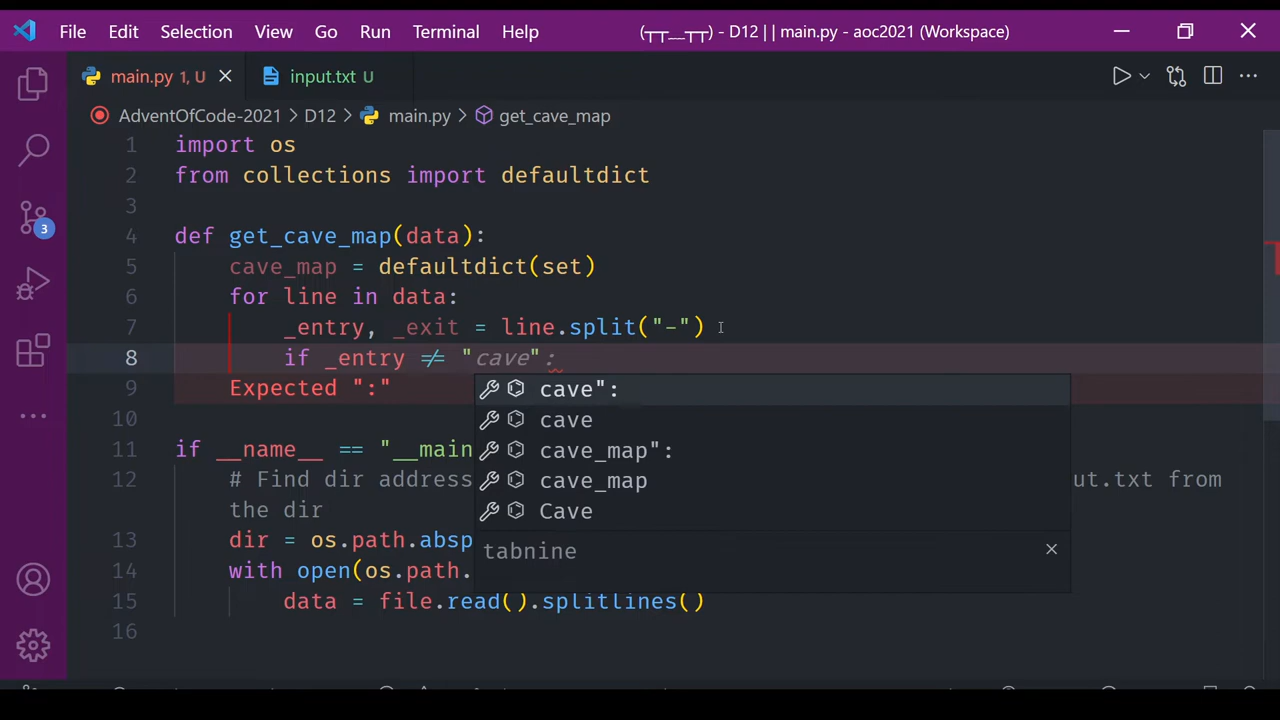 File Edit Selection View Go Run Terminal Help (┬┬﹏┬┬) - D12 | | main.py - aoc2021 (Workspace)
main.py 1, U input.txt U
AdventOfCode-2021 > D12 > main.py > get_cave_map
1 import os
2 from collections import defaultdict
3
4 def get_cave_map(data):
5 cave_map = defaultdict(set)
6 for line in data:
7 _entry, _exit = line.split("-")
8 if _entry ≠ "cave":
9 Expected ":"
cave":
cave
cave_map":
cave_map
Cave
tabnine
10
11 if __name__ == "__main
12 # Find dir address ut.txt from
the dir
13 dir = os.path.absp
14 with open(os.path.
15 data = file.read().splitlines()
16
3